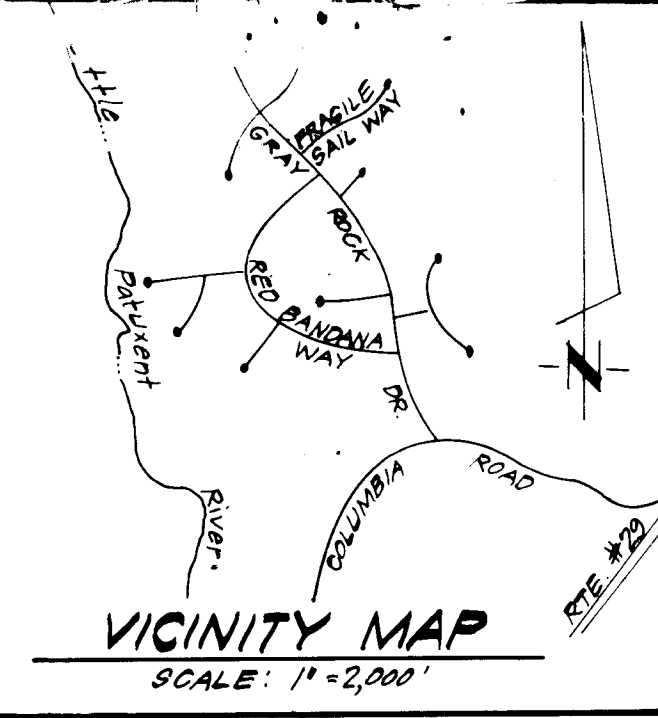 ttle
Patuxent
River
GRAY
ROCK
DR.
FRAGILE
SAIL WAY
RED
BANDANA
WAY
COLUMBIA
ROAD
RTE. #29
N
VICINITY MAP
SCALE: 1" = 2,000'